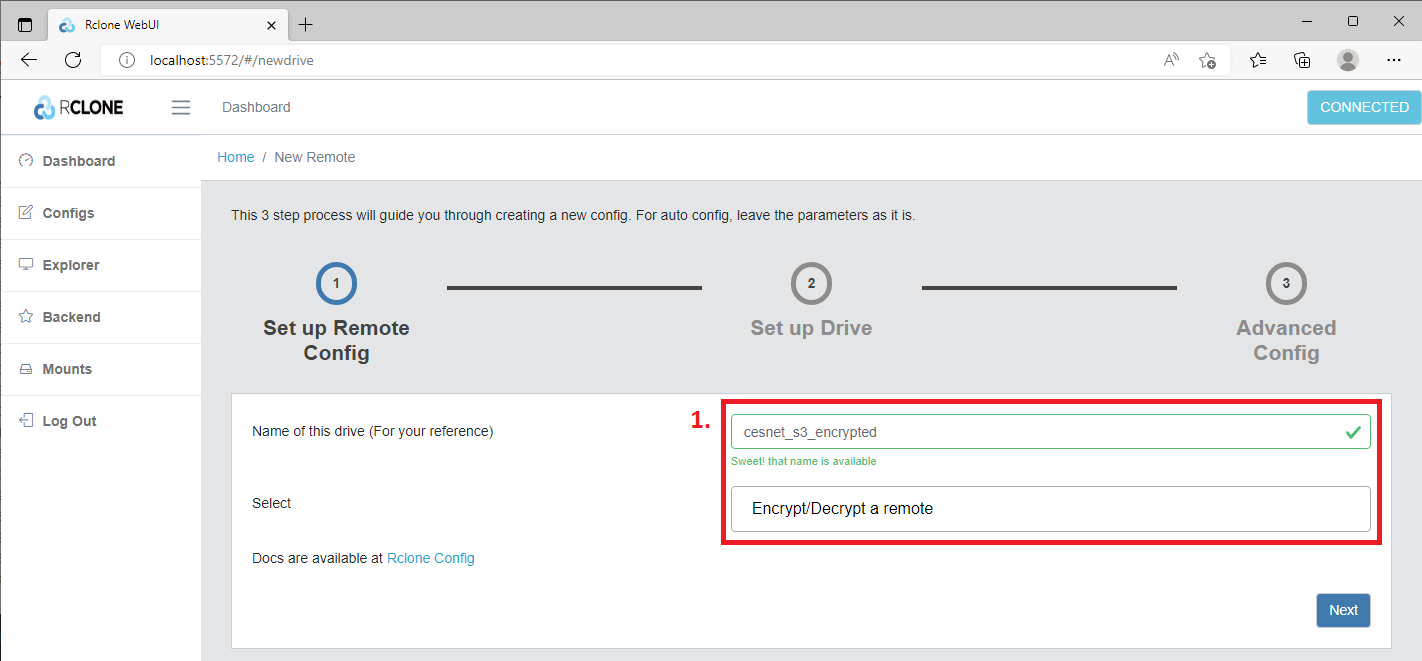 Rclone WebUI
localhost:5572/#/newdrive
RCLONE
Dashboard
CONNECTED
Dashboard
Configs
Explorer
Backend
Mounts
Log Out
Home / New Remote
This 3 step process will guide you through creating a new config. For auto config, leave the parameters as it is.
1
Set up Remote
Config
2
Set up Drive
3
Advanced
Config
1.
Name of this drive (For your reference)
cesnet_s3_encrypted
Sweet! that name is available
Select
Encrypt/Decrypt a remote
Docs are available at Rclone Config
Next